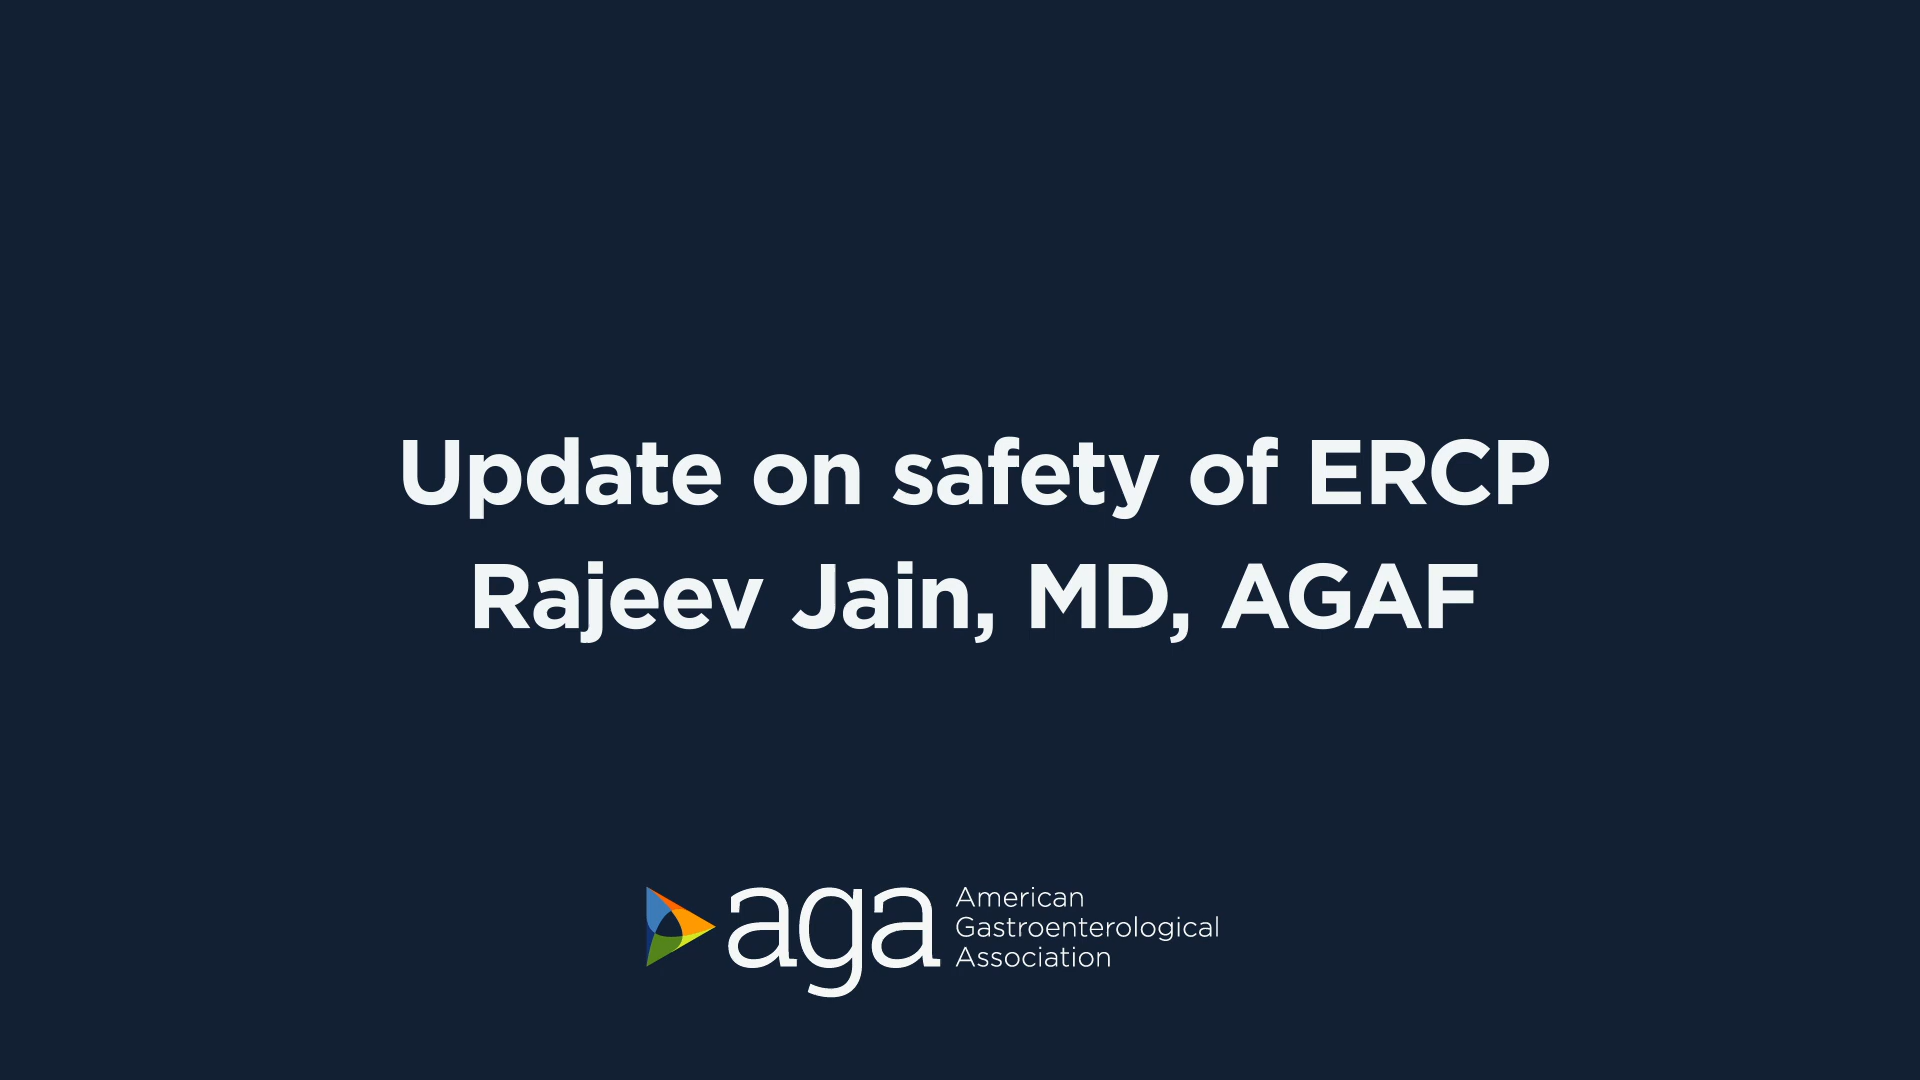 Update on safety of ERCP
Rajeev Jain, MD, AGAF
aga
American
Gastroenterological
Association